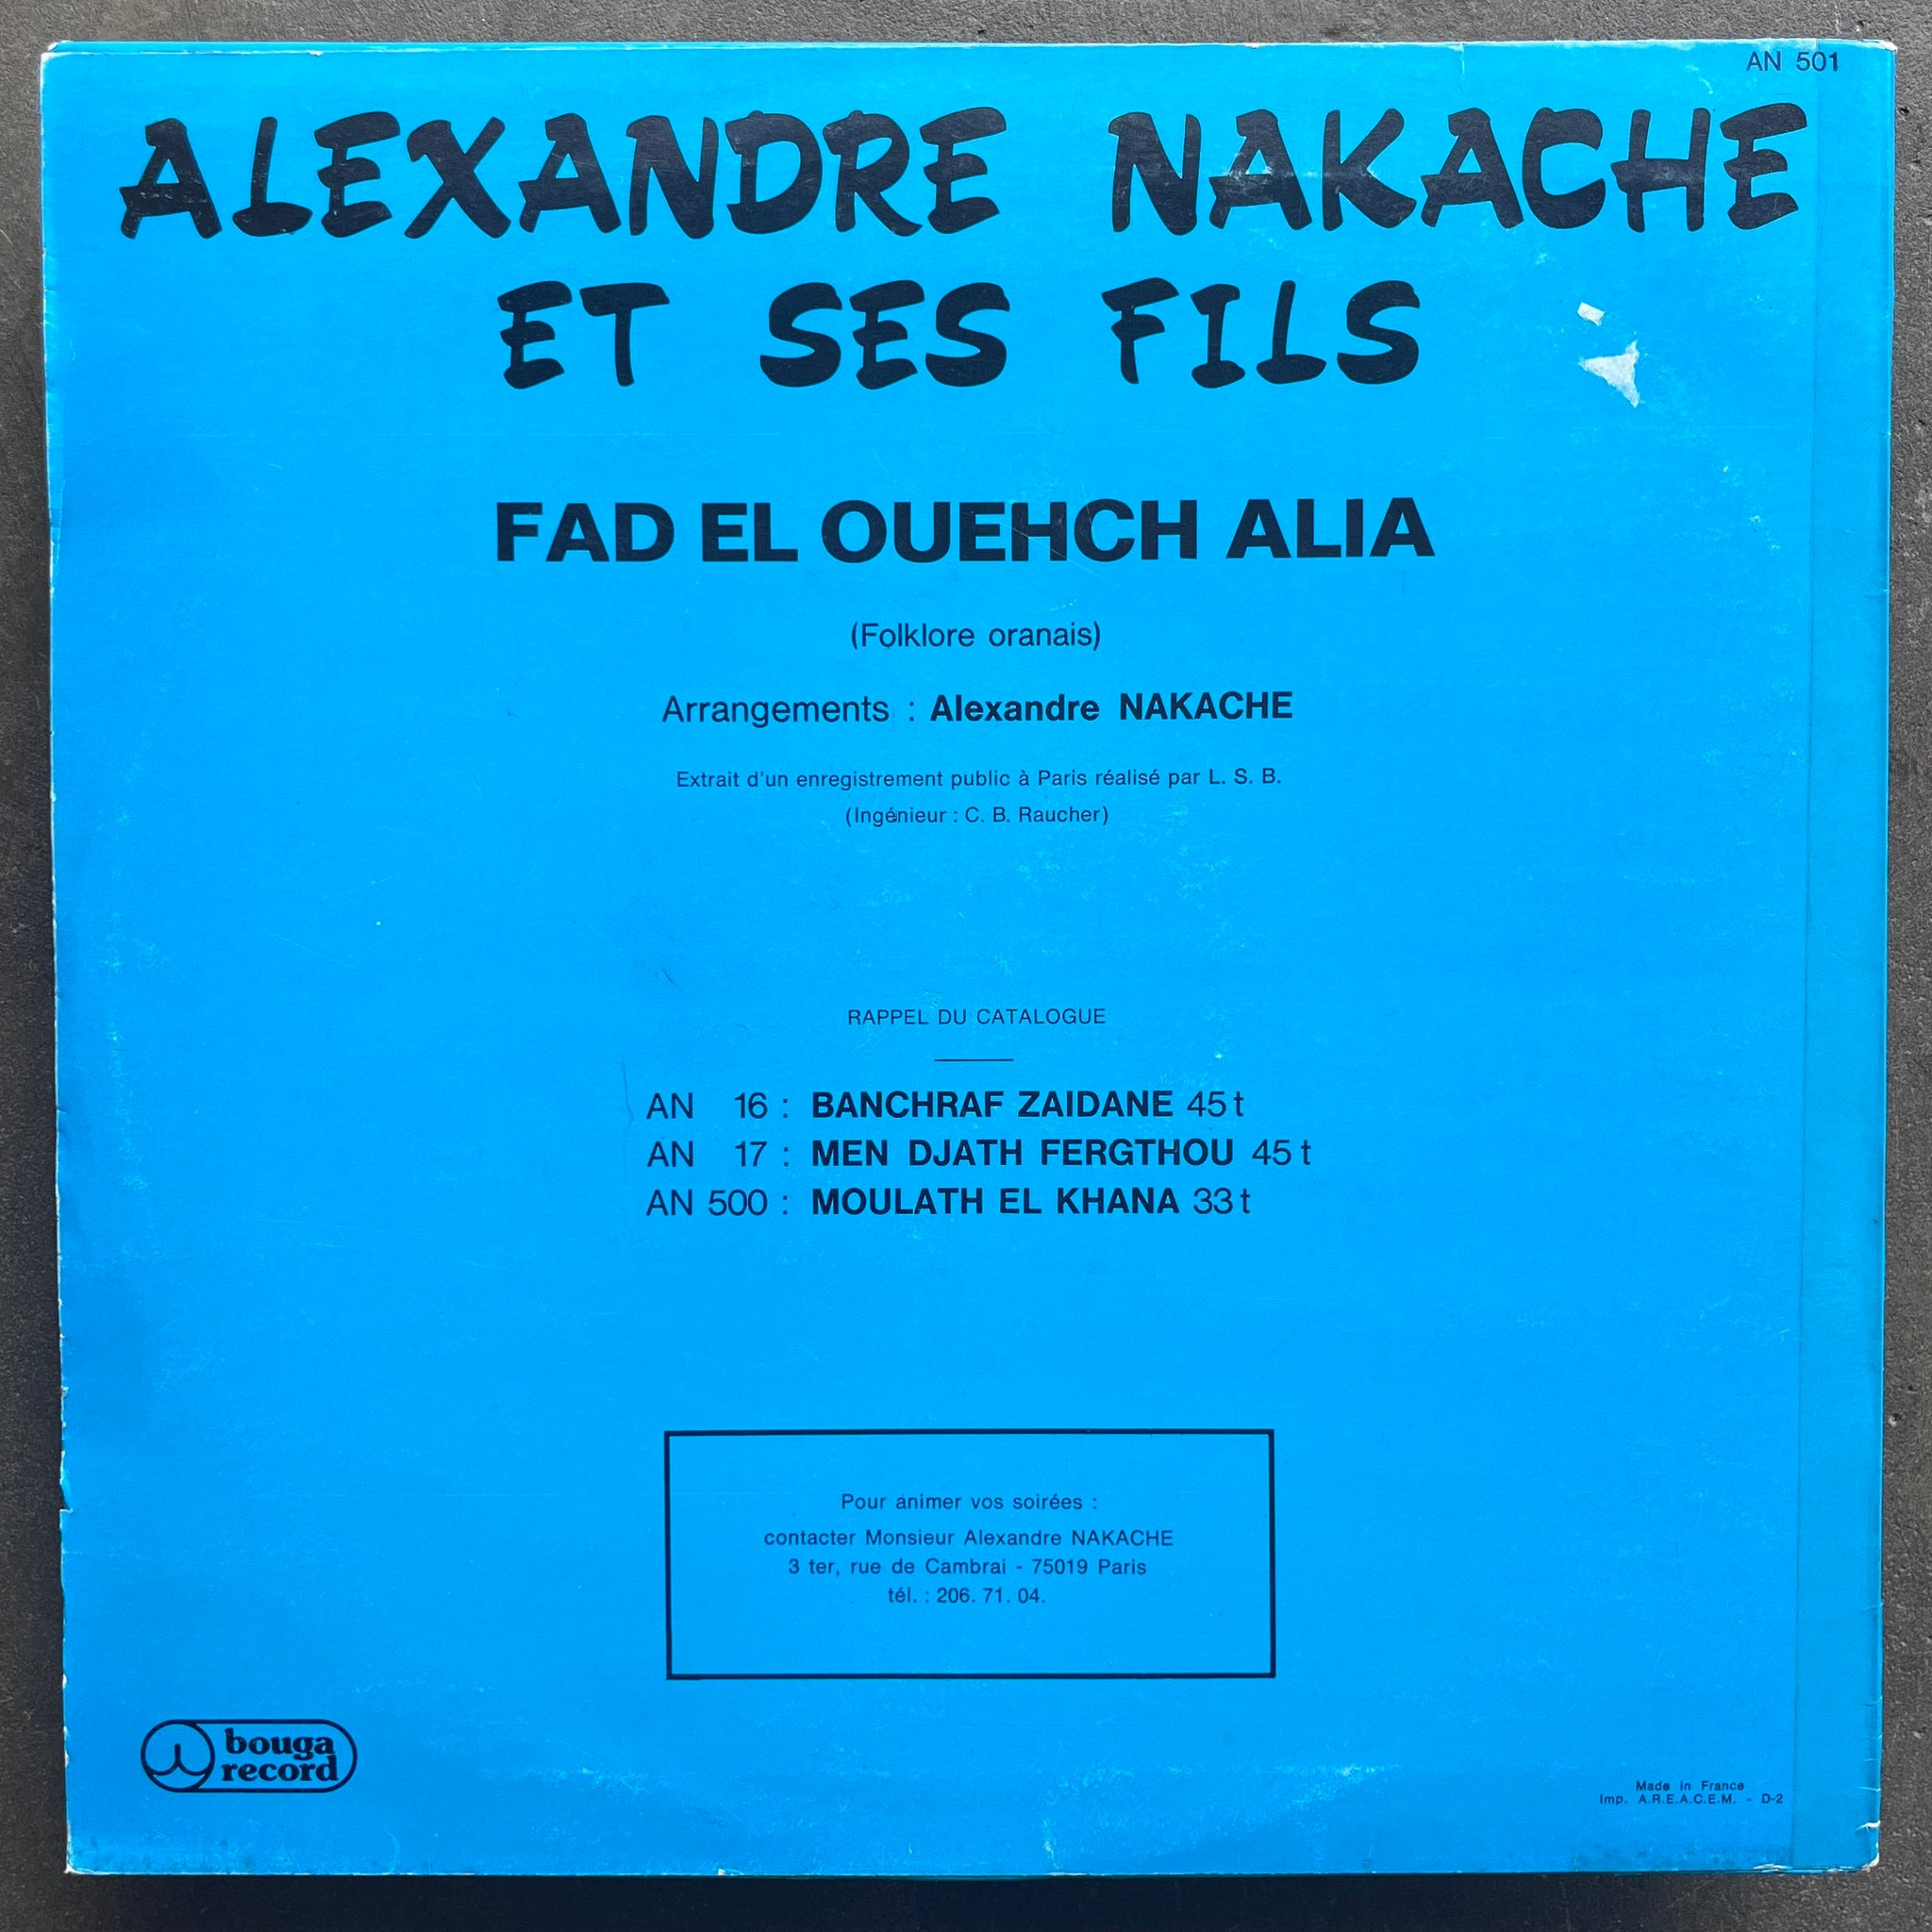 AN 501
ALEXANDRE NAKACHE
ET SES FILS
FAD EL OUEHCH ALIA
(Folklore oranais)
Arrangements : Alexandre NAKACHE
Extrait d'un enregistrement public à Paris réalisé par L. S. B.
(Ingénieur : C. B. Raucher)
RAPPEL DU CATALOGUE
AN 16 : BANCHRAF ZAIDANE 45 t
AN 17 : MEN DJATH FERGTHOU 45 t
AN 500 : MOULATH EL KHANA 33 t
Pour animer vos soirées :
contacter Monsieur Alexandre NAKACHE
3 ter, rue de Cambrai - 75019 Paris
tél. : 206. 71. 04.
bouga
record
Made in France
Imp. A.R.E.A.C.E.M. - D-2